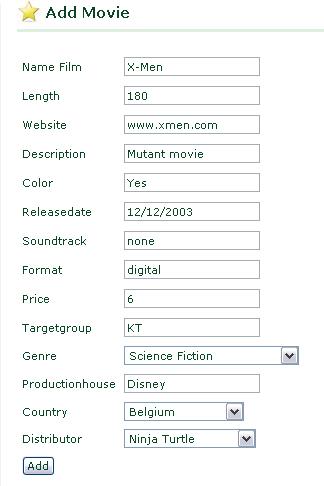 Add Movie
Name Film X-Men
Length 180
Website www.xmen.com
Description Mutant movie
Color Yes
Releasedate 12/12/2003
Soundtrack none
Format digital
Price 6
Targetgroup KT
Genre Science Fiction
Productionhouse Disney
Country Belgium
Distributor Ninja Turtle
Add